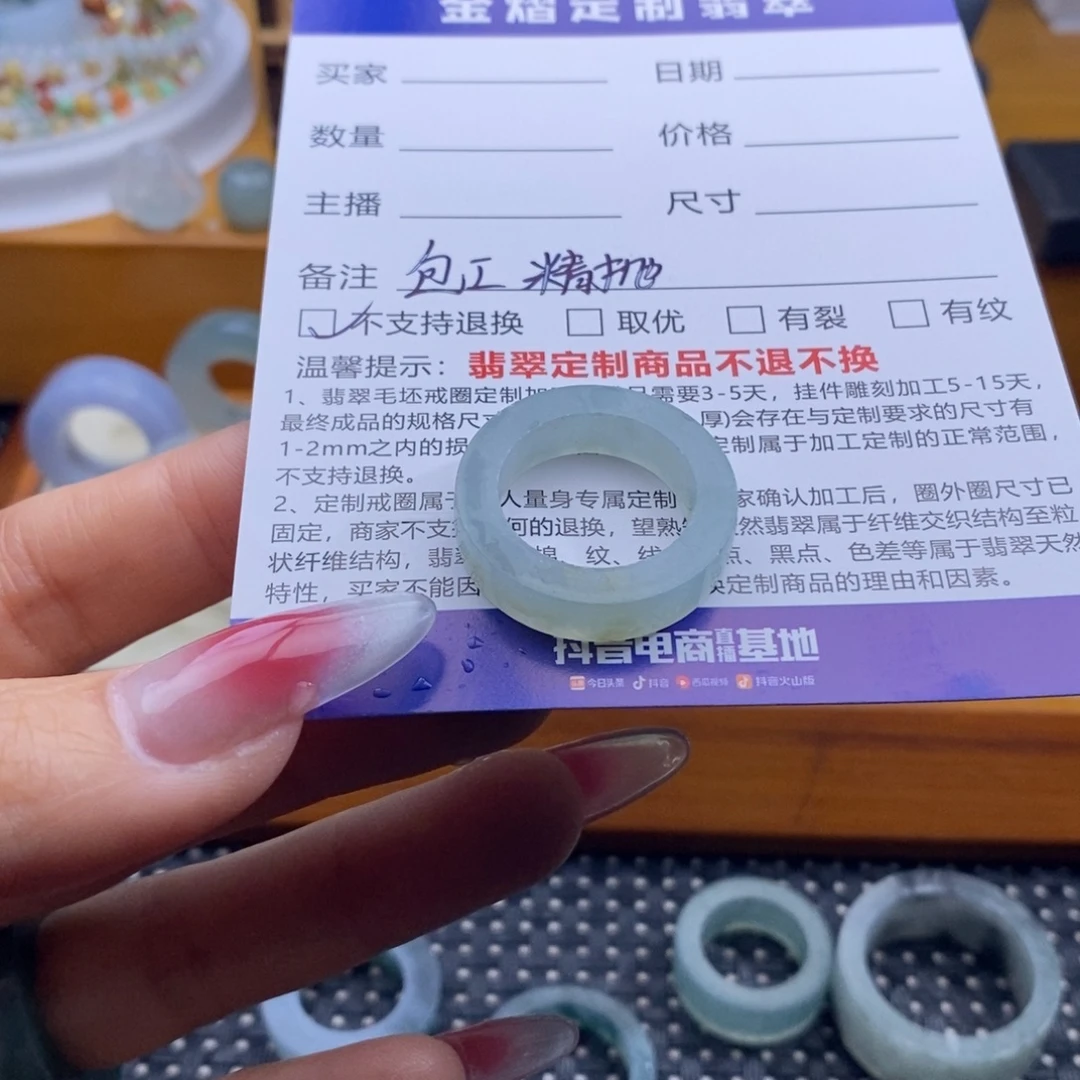 金熠定制翡翠
买家 日期
数量 价格
主播 尺寸
备注 包工 精抛
不支持退换 取优 有裂 有纹
温馨提示：翡翠定制商品不退不换
1、翡翠毛坯戒圈定制加 品需要3-5天，挂件雕刻加工5-15天，
最终成品的规格尺 厚)会存在与定制要求的尺寸有
1-2mm之内的损 定制属于加工定制的正常范围，
不支持退换。
2、定制戒圈属于 人量身专属定制 家确认加工后，圈外圈尺寸已
固定，商家不支 何的退换，望熟 然翡翠属于纤维交织结构至粒
状纤维结构，翡 棉、纹、线 点、黑点、色差等属于翡翠天然
特性，买家不能因 换定制商品的理由和因素。
抖音电商直播基地
今日头条 抖音 西瓜视频 抖音火山版